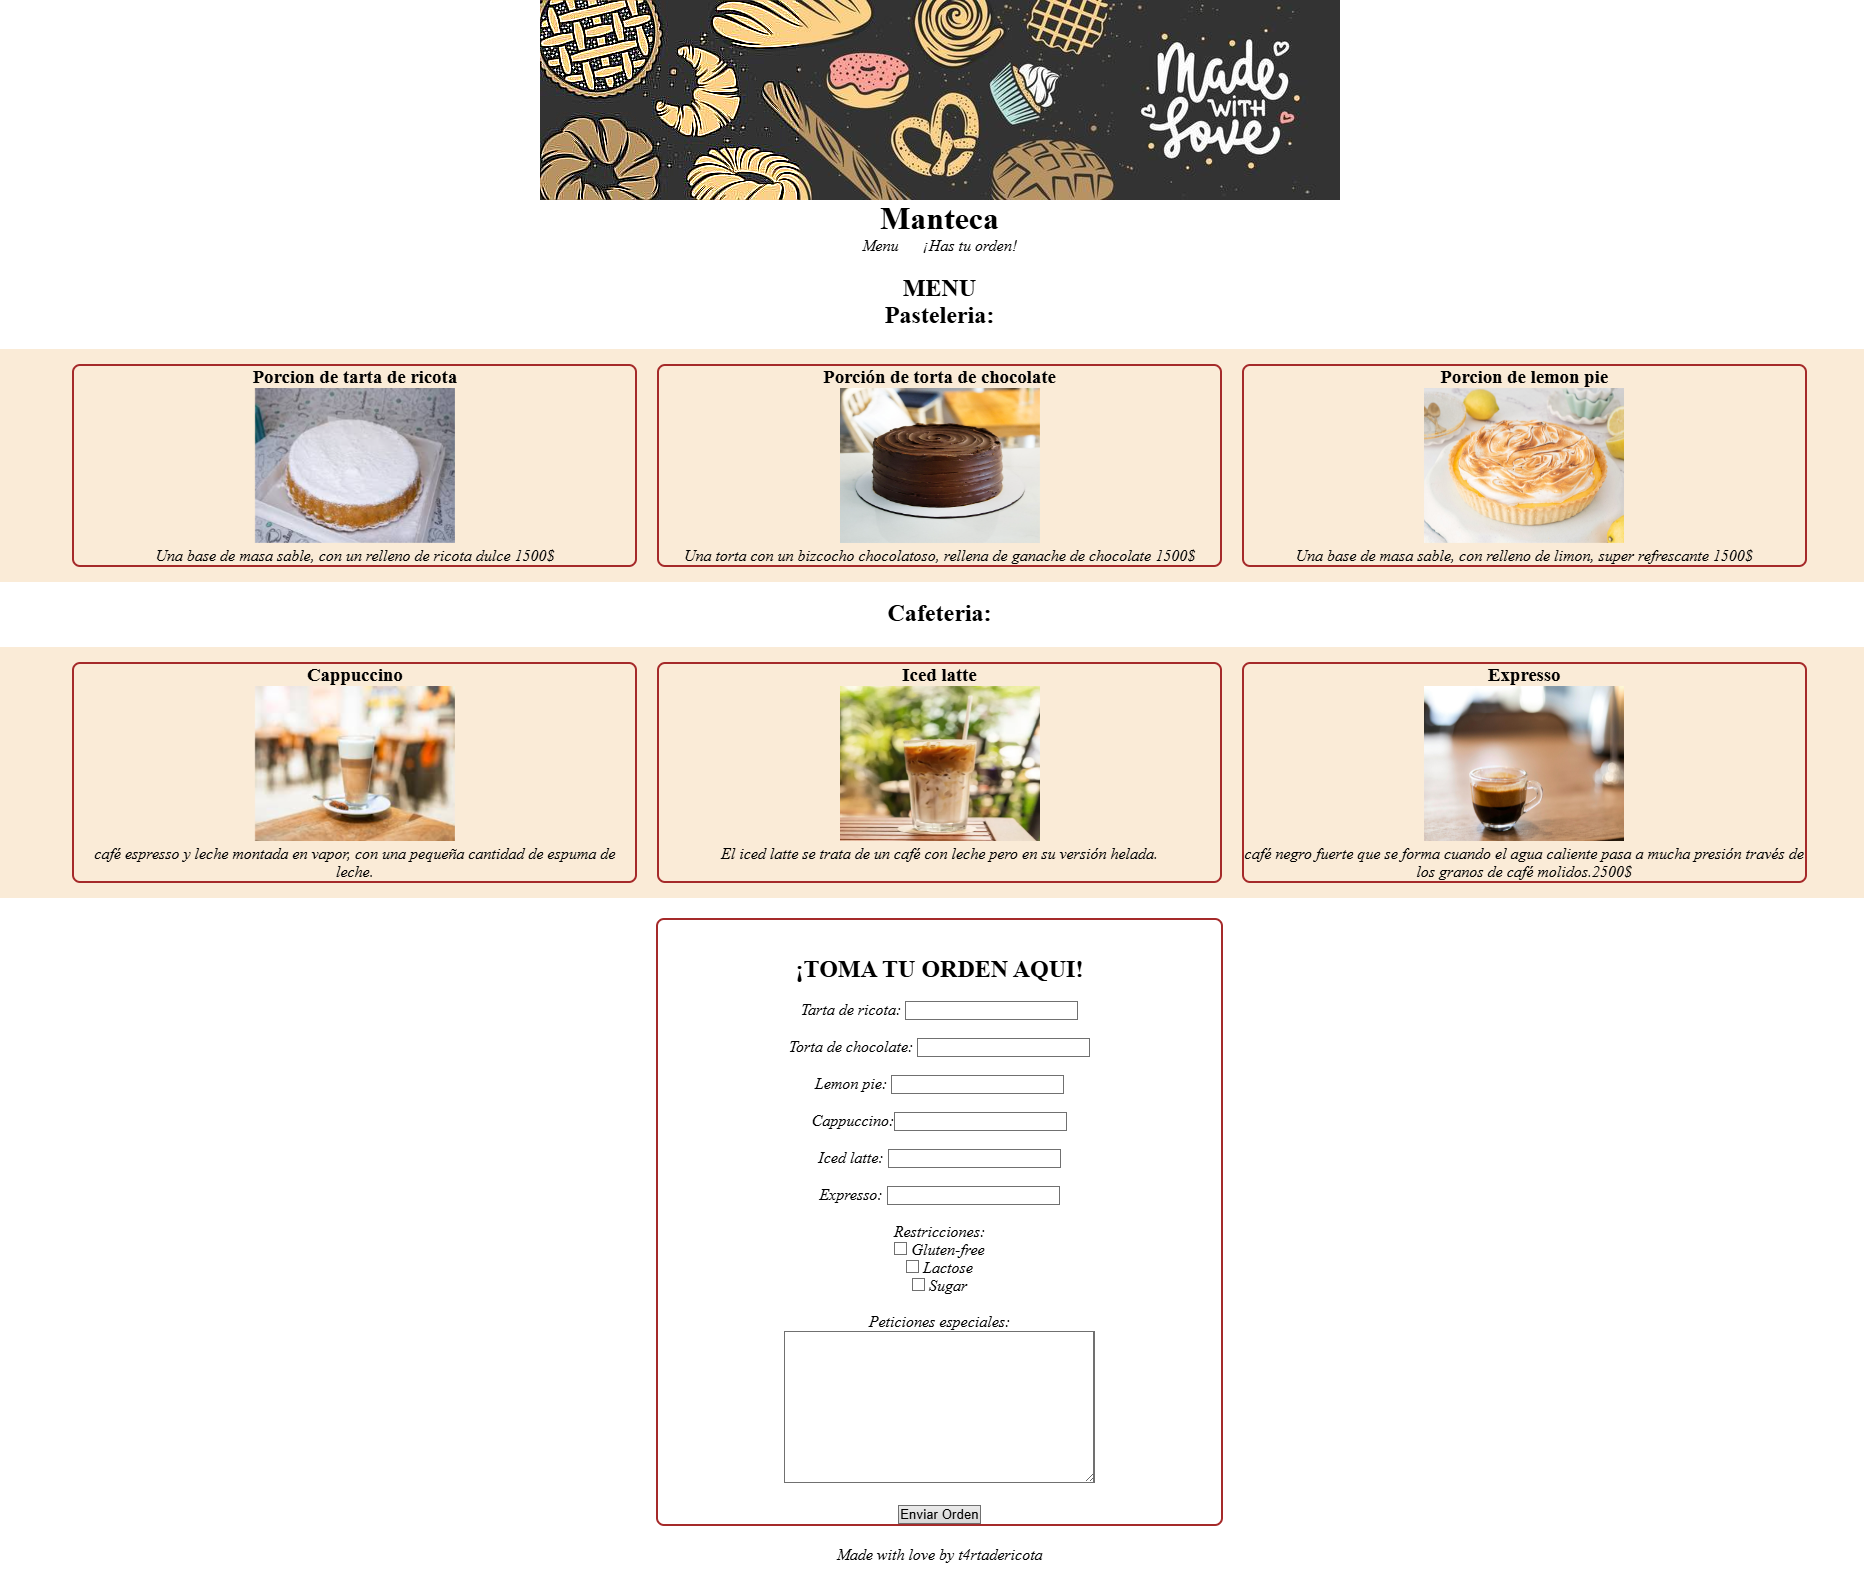 Made
WITH
Love
Manteca
Menu ¡Has tu orden!
MENU
Pasteleria:
Porcion de tarta de ricota
Una base de masa sable, con un relleno de ricota dulce 1500$
Porción de torta de chocolate
Una torta con un bizcocho chocolatoso, rellena de ganache de chocolate 1500$
Porcion de lemon pie
Una base de masa sable, con relleno de limon, super refrescante 1500$
Cafeteria:
Cappuccino
café espresso y leche montada en vapor, con una pequeña cantidad de espuma de
leche.
Iced latte
El iced latte se trata de un café con leche pero en su versión helada.
Expresso
café negro fuerte que se forma cuando el agua caliente pasa a mucha presión través de
los granos de café molidos.2500$
¡TOMA TU ORDEN AQUI!
Tarta de ricota:
Torta de chocolate:
Lemon pie:
Cappuccino:
Iced latte:
Expresso:
Restricciones:
Gluten-free
Lactose
Sugar
Peticiones especiales:
Enviar Orden
Made with love by t4rtadericota